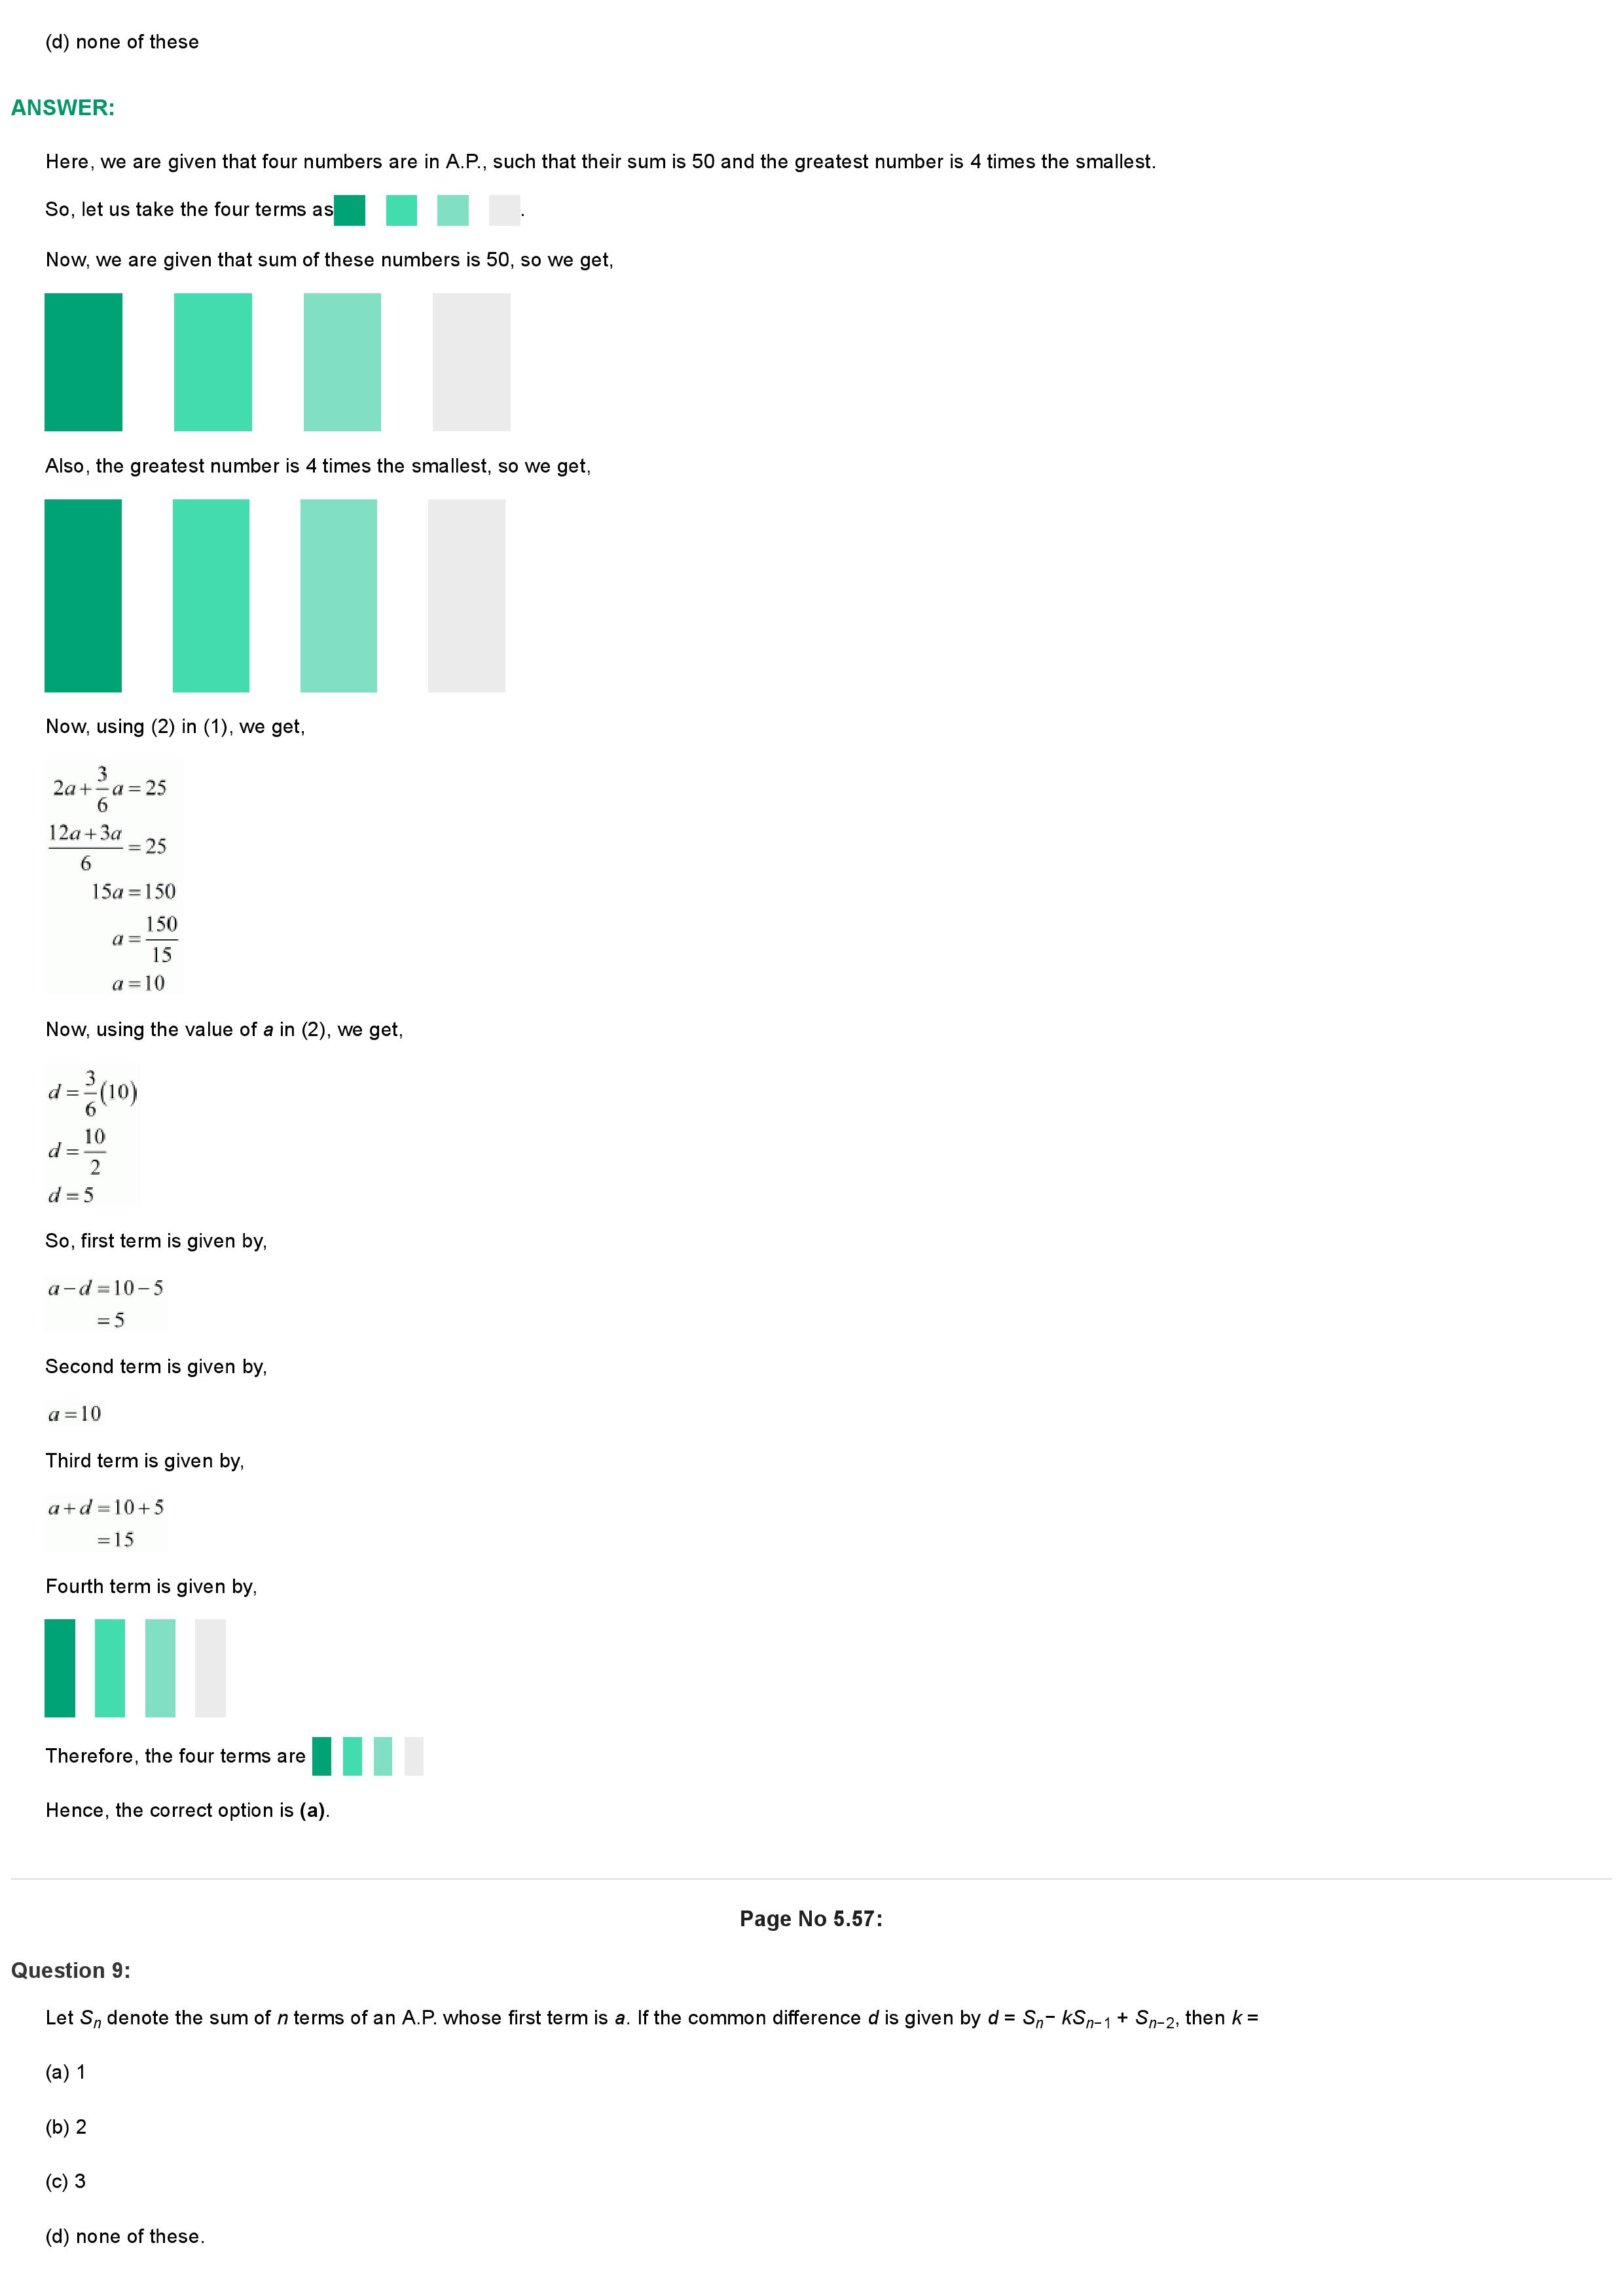 (d) none of these
ANSWER:
Here, we are given that four numbers are in A.P., such that their sum is 50 and the greatest number is 4 times the smallest.
So, let us take the four terms as .
Now, we are given that sum of these numbers is 50, so we get,
Also, the greatest number is 4 times the smallest, so we get,
Now, using (2) in (1), we get,
2a + 3/6 a = 25
(12a + 3a)/6 = 25
15a = 150
a = 150/15
a = 10
Now, using the value of a in (2), we get,
d = 3/6 (10)
d = 10/2
d = 5
So, first term is given by,
a − d = 10 − 5
= 5
Second term is given by,
a = 10
Third term is given by,
a + d = 10 + 5
= 15
Fourth term is given by,
Therefore, the four terms are
Hence, the correct option is (a).
Page No 5.57:
Question 9:
Let Sn denote the sum of n terms of an A.P. whose first term is a. If the common difference d is given by d = Sn− kSn−1 + Sn−2, then k =
(a) 1
(b) 2
(c) 3
(d) none of these.